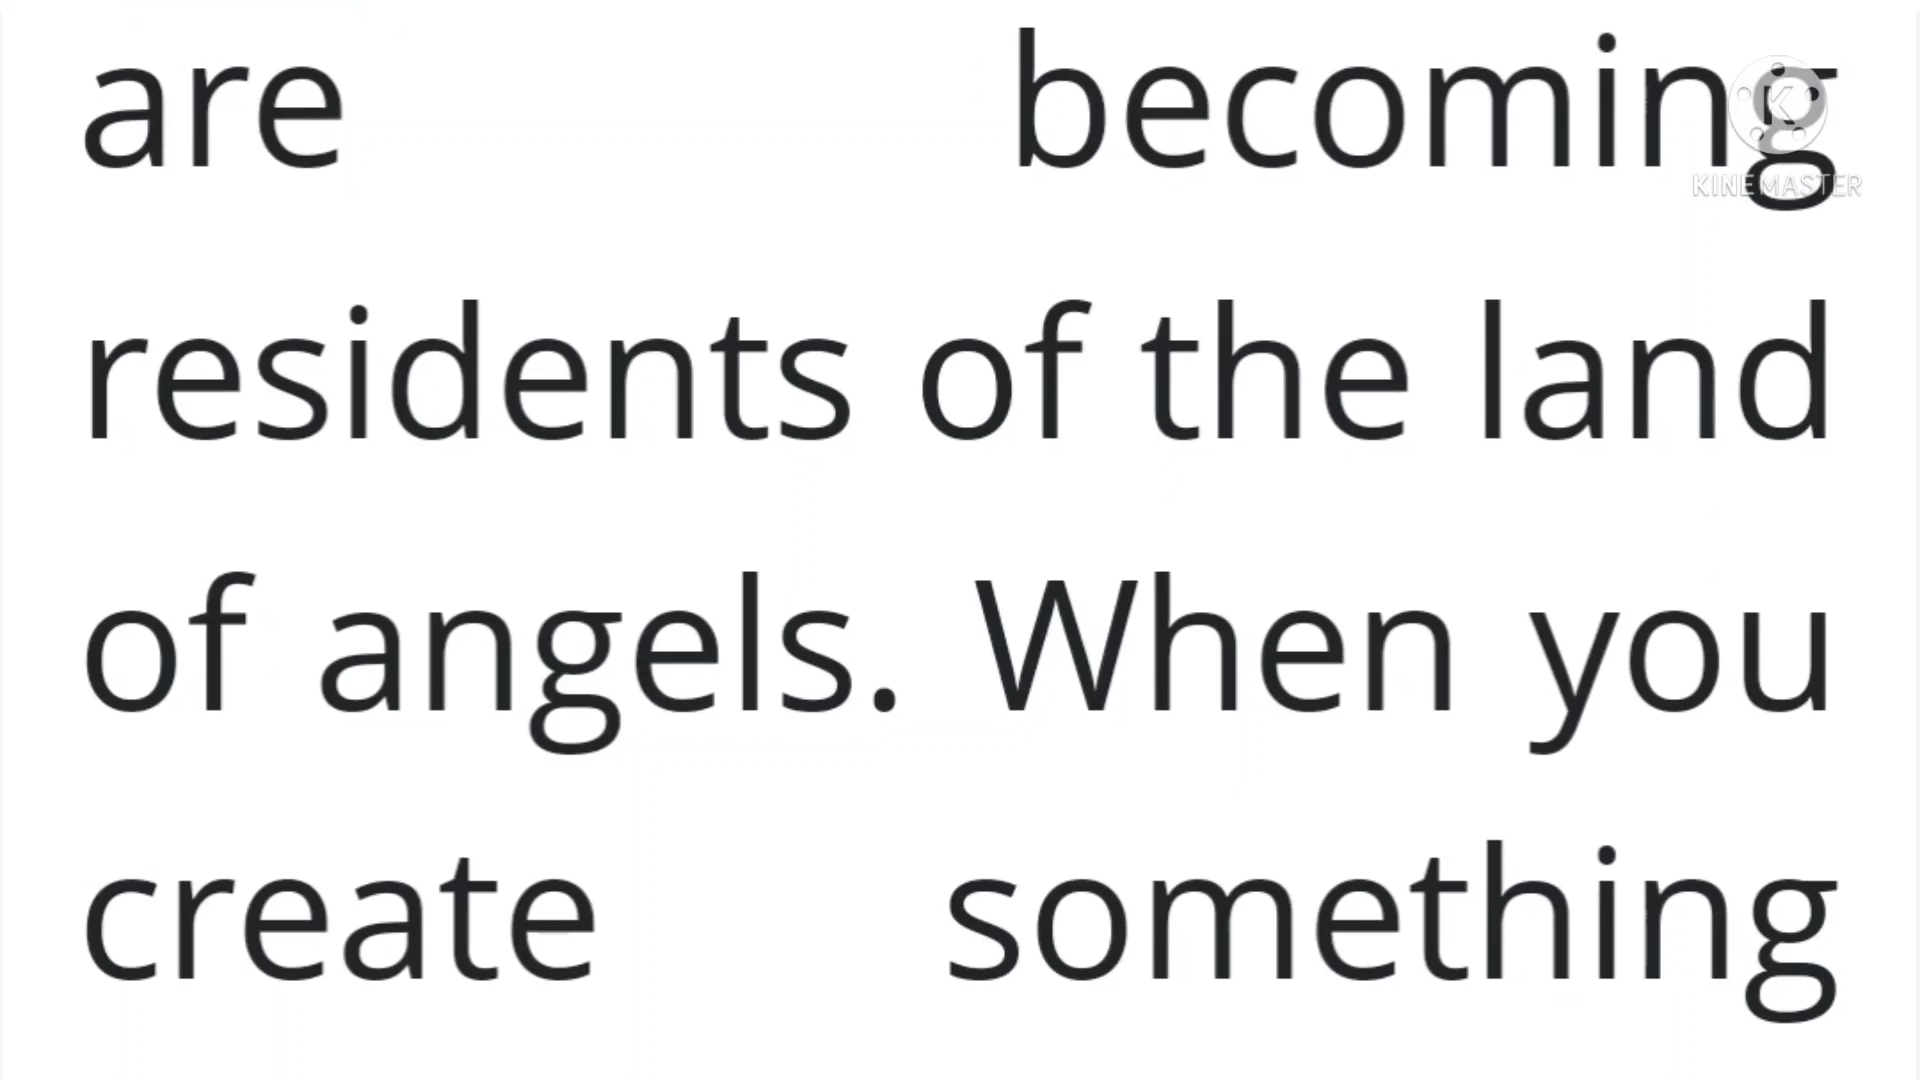 are becoming
KINEMASTER
residents of the land
of angels. When you
create something